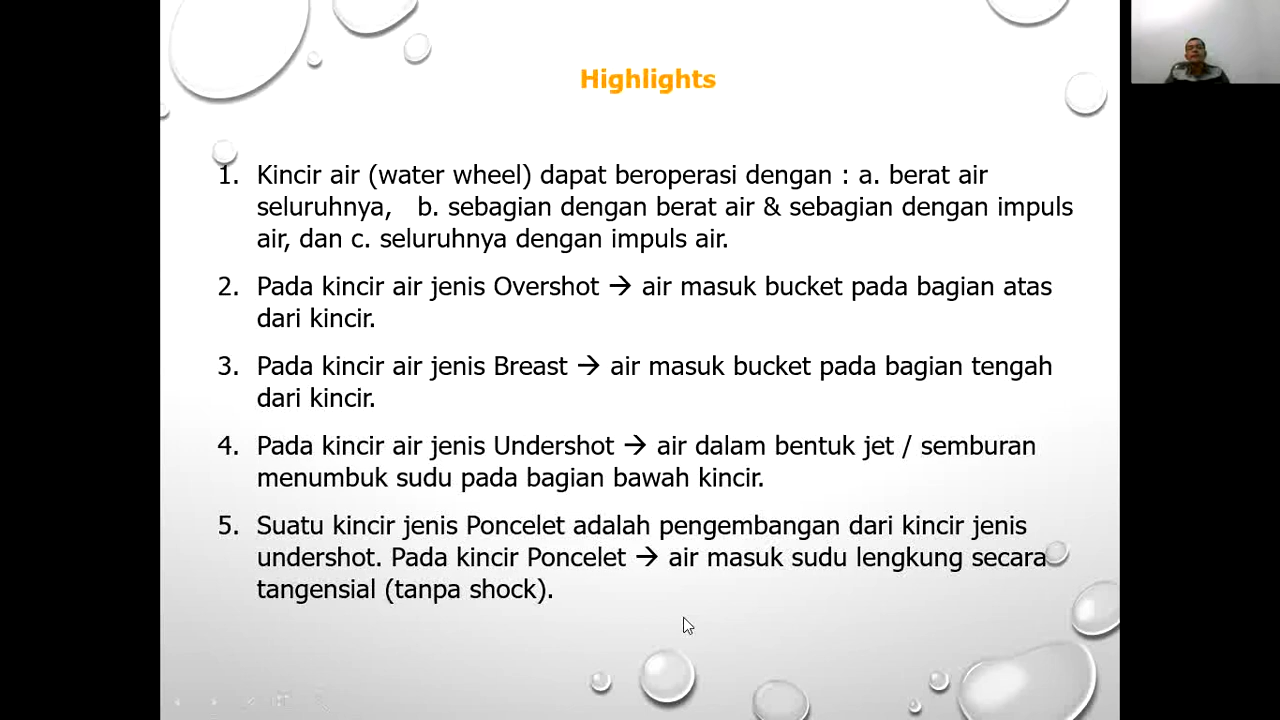 Highlights
1. Kincir air (water wheel) dapat beroperasi dengan : a. berat air
seluruhnya, b. sebagian dengan berat air & sebagian dengan impuls
air, dan c. seluruhnya dengan impuls air.
2. Pada kincir air jenis Overshot → air masuk bucket pada bagian atas
dari kincir.
3. Pada kincir air jenis Breast → air masuk bucket pada bagian tengah
dari kincir.
4. Pada kincir air jenis Undershot → air dalam bentuk jet / semburan
menumbuk sudu pada bagian bawah kincir.
5. Suatu kincir jenis Poncelet adalah pengembangan dari kincir jenis
undershot. Pada kincir Poncelet → air masuk sudu lengkung secara
tangensial (tanpa shock).